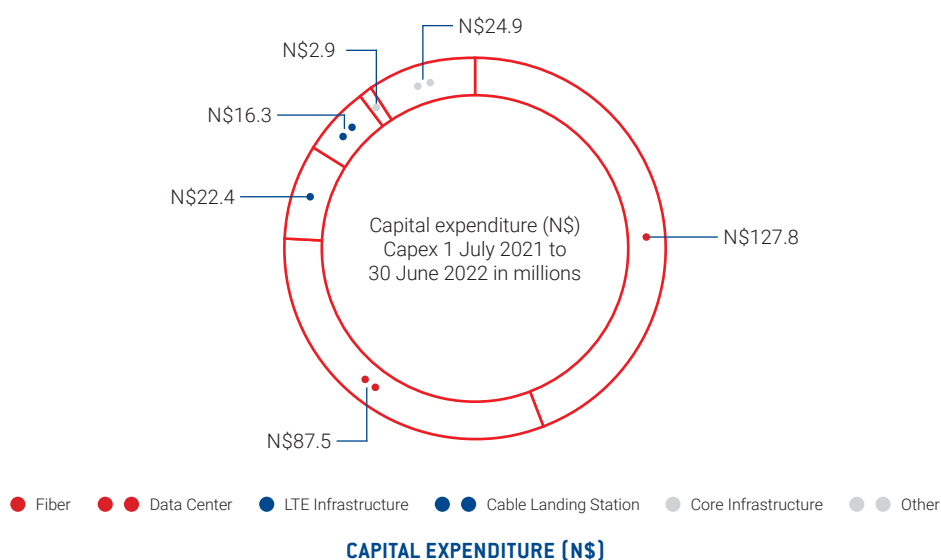 N$24.9
N$2.9
N$16.3
N$22.4
Capital expenditure (N$)
Capex 1 July 2021 to
30 June 2022 in millions
N$127.8
N$87.5
Fiber Data Center LTE Infrastructure Cable Landing Station Core Infrastructure Other
CAPITAL EXPENDITURE (N$)